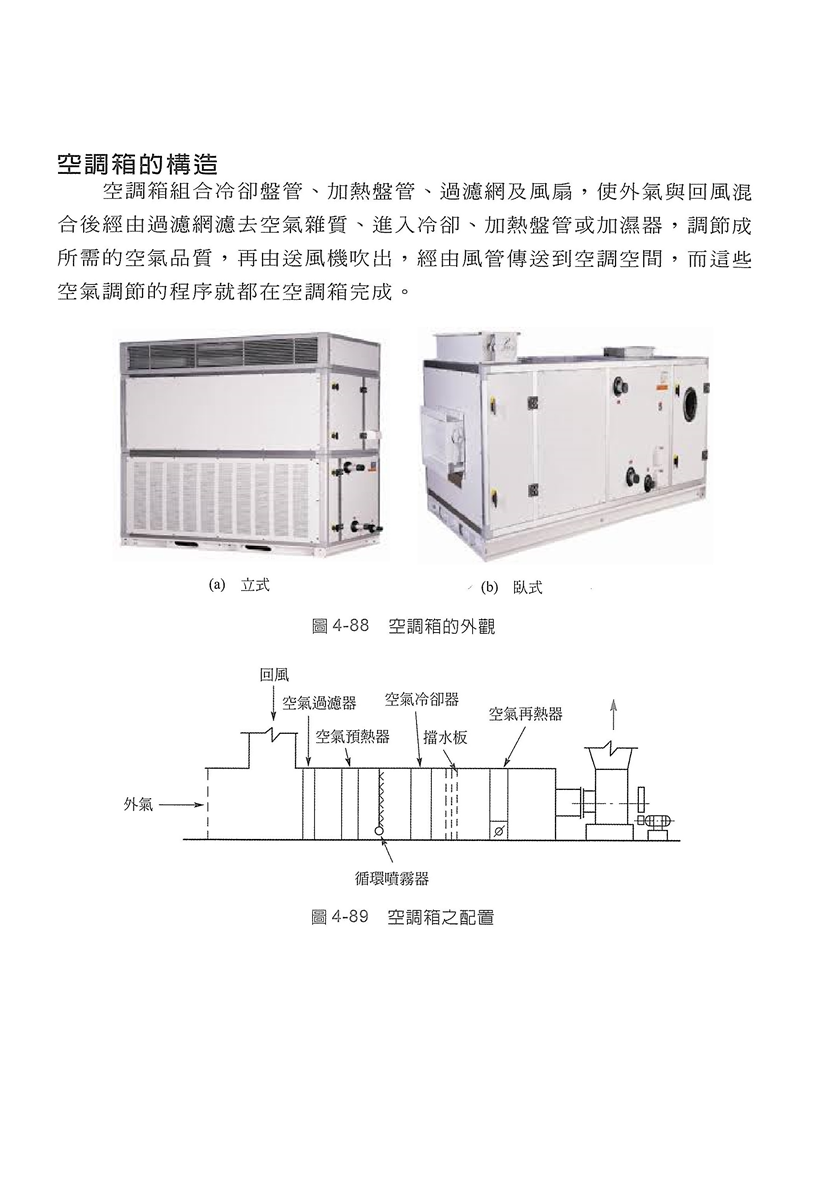 空調箱的構造
空調箱組合冷卻盤管、加熱盤管、過濾網及風扇，使外氣與回風混
合後經由過濾網濾去空氣雜質、進入冷卻、加熱盤管或加濕器，調節成
所需的空氣品質，再由送風機吹出，經由風管傳送到空調空間，而這些
空氣調節的程序就都在空調箱完成。
(a) 立式
(b) 臥式
圖 4-88 空調箱的外觀
回風
空氣過濾器
空氣冷卻器
空氣再熱器
空氣預熱器
擋水板
外氣
循環噴霧器
圖 4-89 空調箱之配置